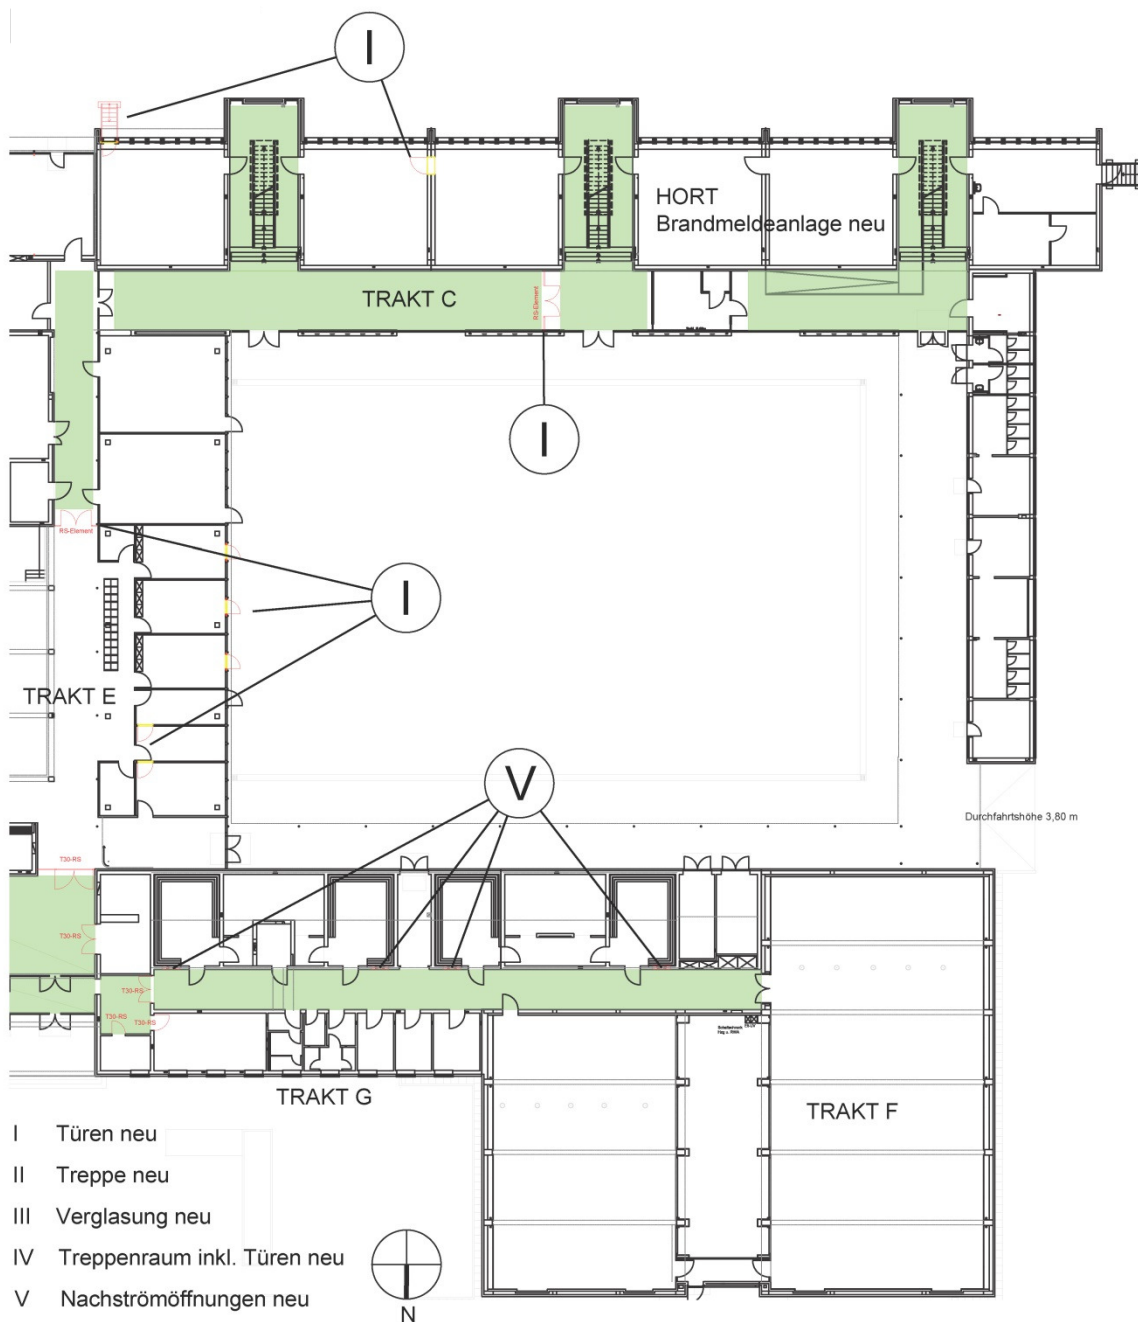 I
HORT
Brandmeldeanlage neu
TRAKT C
RS-Element
I
RS-Element
I
TRAKT E
V
Durchfahrtshöhe 3,80 m
T30-RS
T30-RS
T30-RS
T30-RS
T30-RS
TRAKT G
TRAKT F
I Türen neu
II Treppe neu
III Verglasung neu
IV Treppenraum inkl. Türen neu
V Nachströmöffnungen neu
N